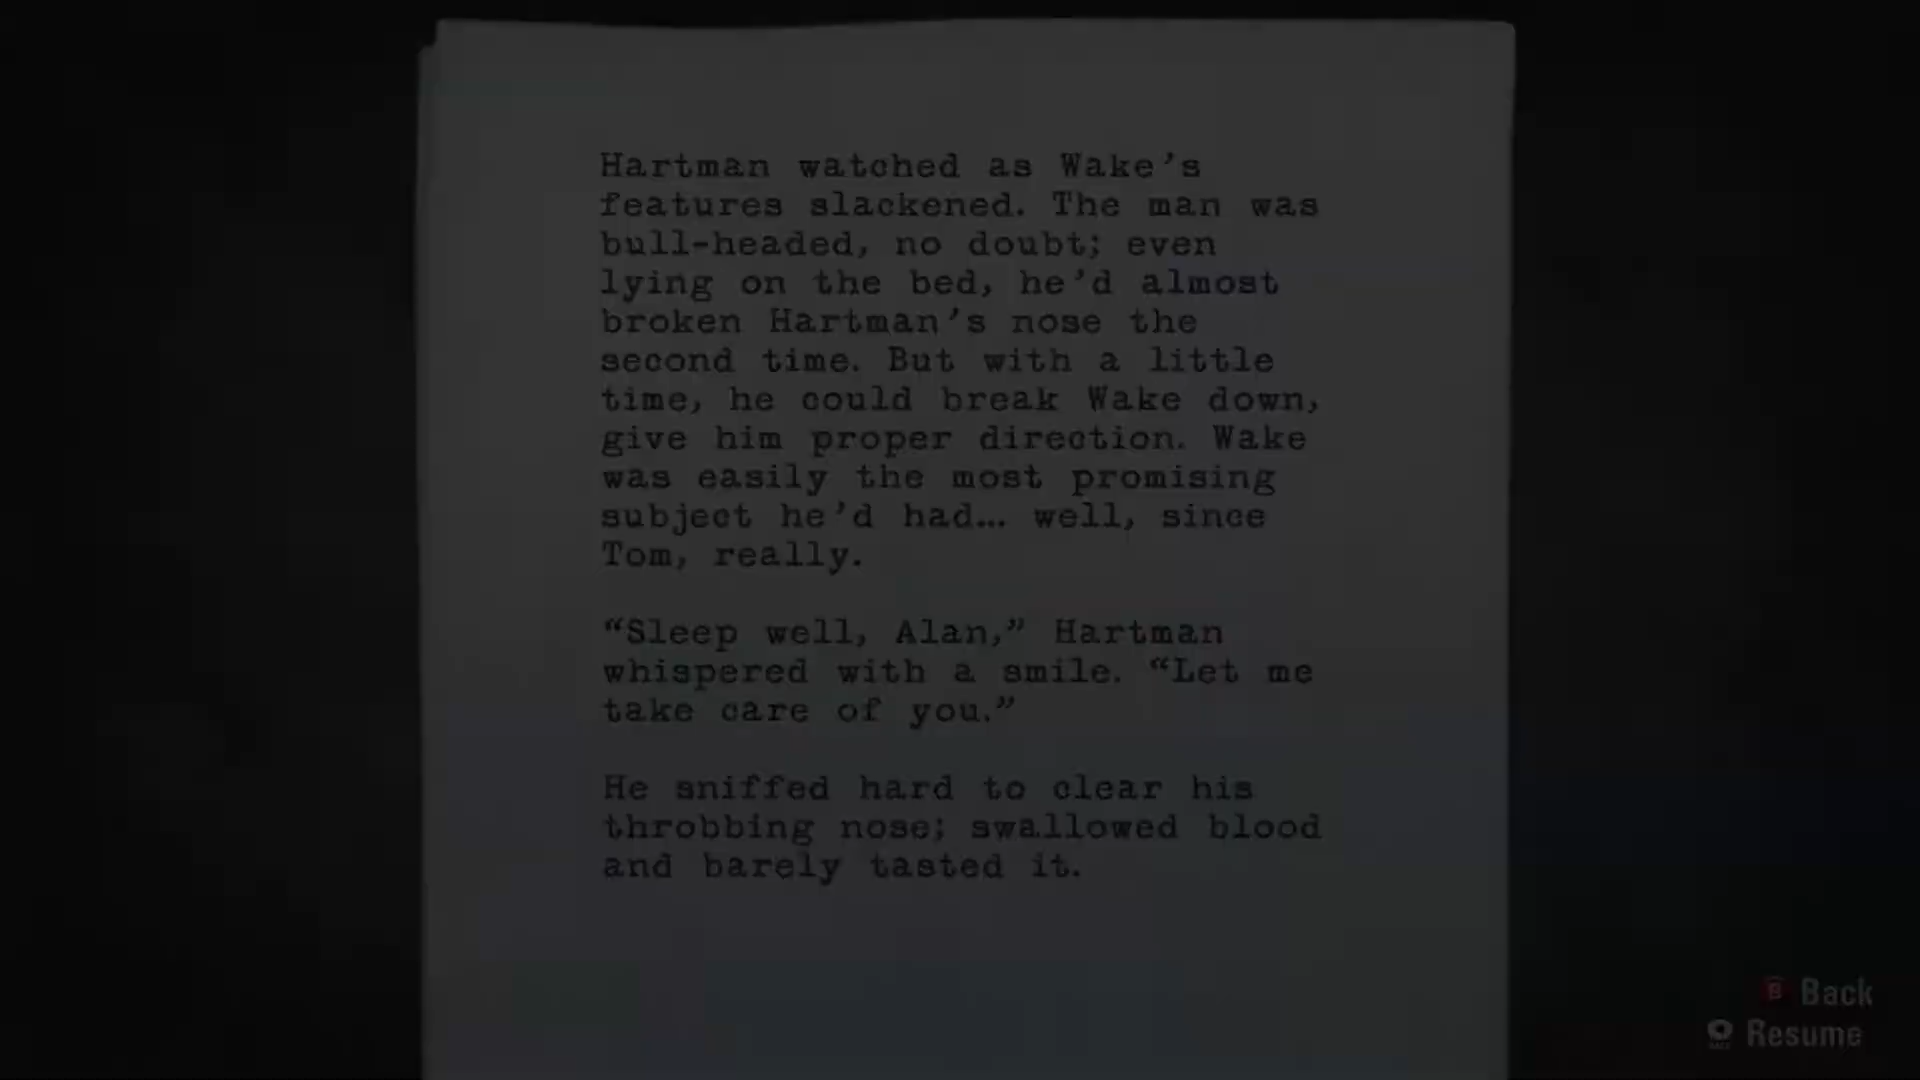 Hartman watched as Wake’s
features slackened. The man was
bull-headed, no doubt; even
lying on the bed, he’d almost
broken Hartman’s nose the
second time. But with a little
time, he could break Wake down,
give him proper direction. Wake
was easily the most promising
subject he’d had… well, since
Tom, really.
“Sleep well, Alan,” Hartman
whispered with a smile. “Let me
take care of you.”
He sniffed hard to clear his
throbbing nose; swallowed blood
and barely tasted it.
B Back
Resume